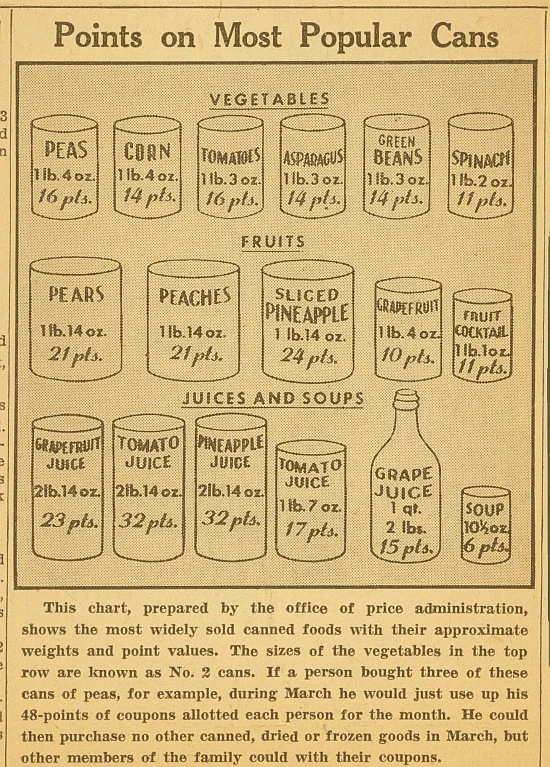 Points on Most Popular Cans
VEGETABLES
PEAS
1 lb. 4 oz.
16 pts.
CORN
1 lb. 4 oz.
14 pts.
TOMATOES
1 lb. 3 oz.
16 pts.
ASPARAGUS
1 lb. 3 oz.
14 pts.
GREEN
BEANS
1 lb. 3 oz.
14 pts.
SPINACH
1 lb. 2 oz.
11 pts.
FRUITS
PEARS
1 lb. 14 oz.
21 pts.
PEACHES
1 lb. 14 oz.
21 pts.
SLICED
PINEAPPLE
1 lb. 14 oz.
24 pts.
GRAPEFRUIT
1 lb. 4 oz.
10 pts.
FRUIT
COCKTAIL
1 lb. 1 oz.
11 pts.
JUICES AND SOUPS
GRAPEFRUIT
JUICE
2 lb. 14 oz.
23 pts.
TOMATO
JUICE
2 lb. 14 oz.
32 pts.
PINEAPPLE
JUICE
2 lb. 14 oz.
32 pts.
TOMATO
JUICE
1 lb. 7 oz.
17 pts.
GRAPE
JUICE
1 qt.
2 lbs.
15 pts.
SOUP
10½ oz.
6 pts.
This chart, prepared by the office of price administration,
shows the most widely sold canned foods with their approximate
weights and point values. The sizes of the vegetables in the top
row are known as No. 2 cans. If a person bought three of these
cans of peas, for example, during March he would just use up his
48-points of coupons allotted each person for the month. He could
then purchase no other canned, dried or frozen goods in March, but
other members of the family could with their coupons.